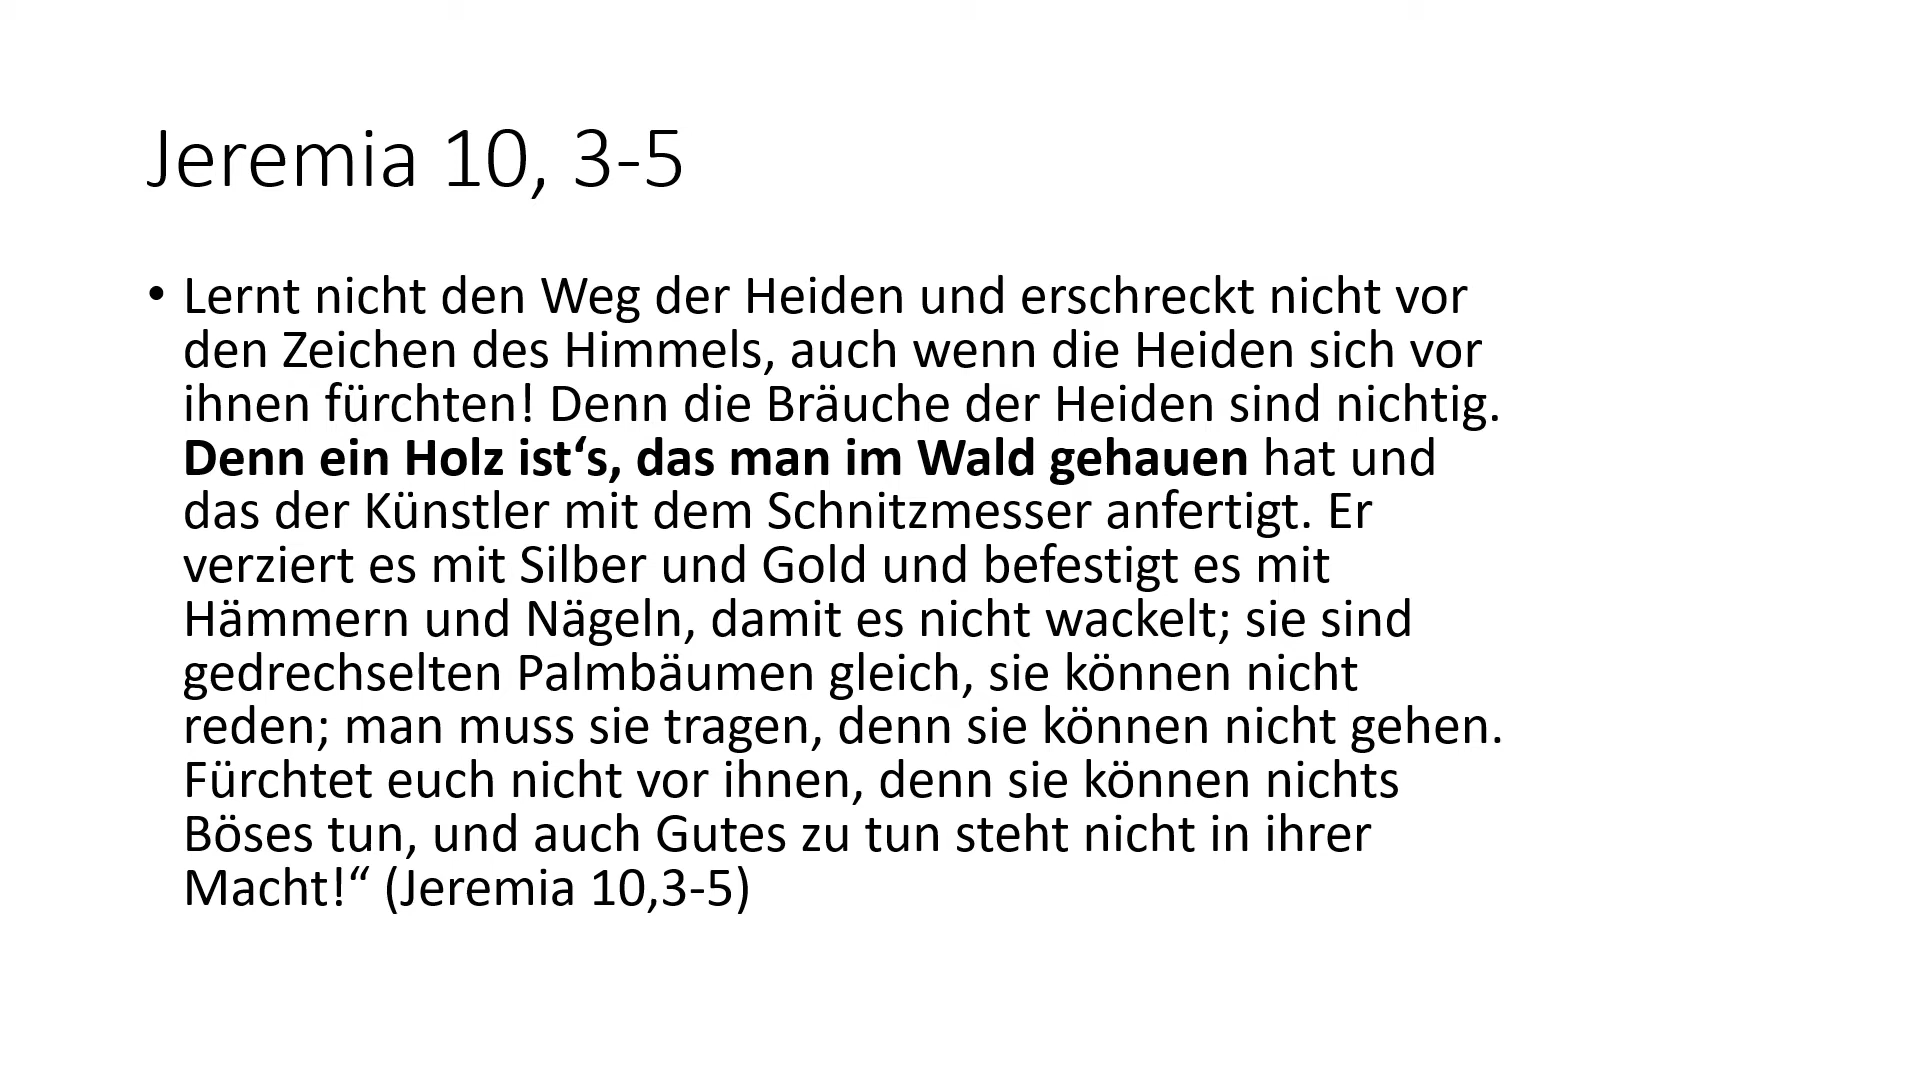 Jeremia 10, 3-5
• Lernt nicht den Weg der Heiden und erschreckt nicht vor
den Zeichen des Himmels, auch wenn die Heiden sich vor
ihnen fürchten! Denn die Bräuche der Heiden sind nichtig.
Denn ein Holz ist‘s, das man im Wald gehauen hat und
das der Künstler mit dem Schnitzmesser anfertigt. Er
verziert es mit Silber und Gold und befestigt es mit
Hämmern und Nägeln, damit es nicht wackelt; sie sind
gedrechselten Palmbäumen gleich, sie können nicht
reden; man muss sie tragen, denn sie können nicht gehen.
Fürchtet euch nicht vor ihnen, denn sie können nichts
Böses tun, und auch Gutes zu tun steht nicht in ihrer
Macht!“ (Jeremia 10,3-5)